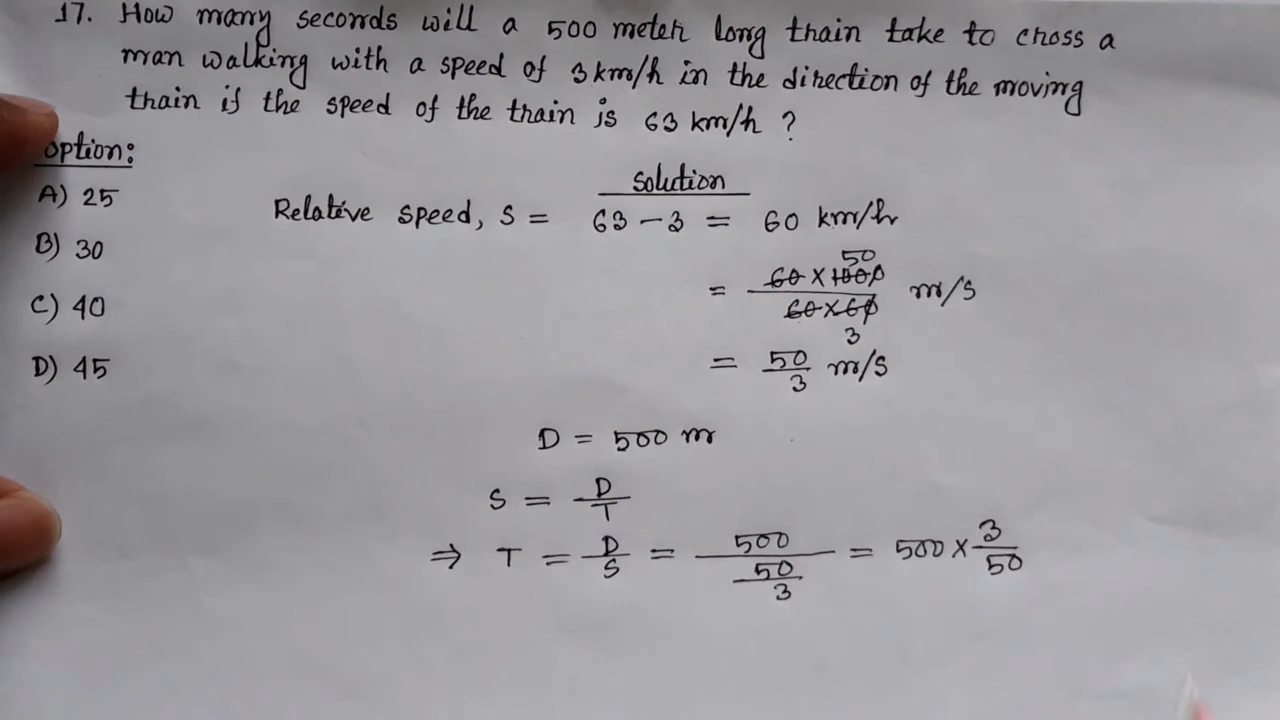 17. How many seconds will a 500 meter long train take to cross a
man walking with a speed of 3 km/h in the direction of the moving
train if the speed of the train is 63 km/h ?
Option:
A) 25
B) 30
C) 40
D) 45
Solution
Relative speed, S = 63 - 3 = 60 km/hr
= (60 × 1000) / (60 × 60) m/s
50
3
= 50/3 m/s
D = 500 m
S = D/T
⇒ T = D/S = 500 / (50/3) = 500 × 3/50